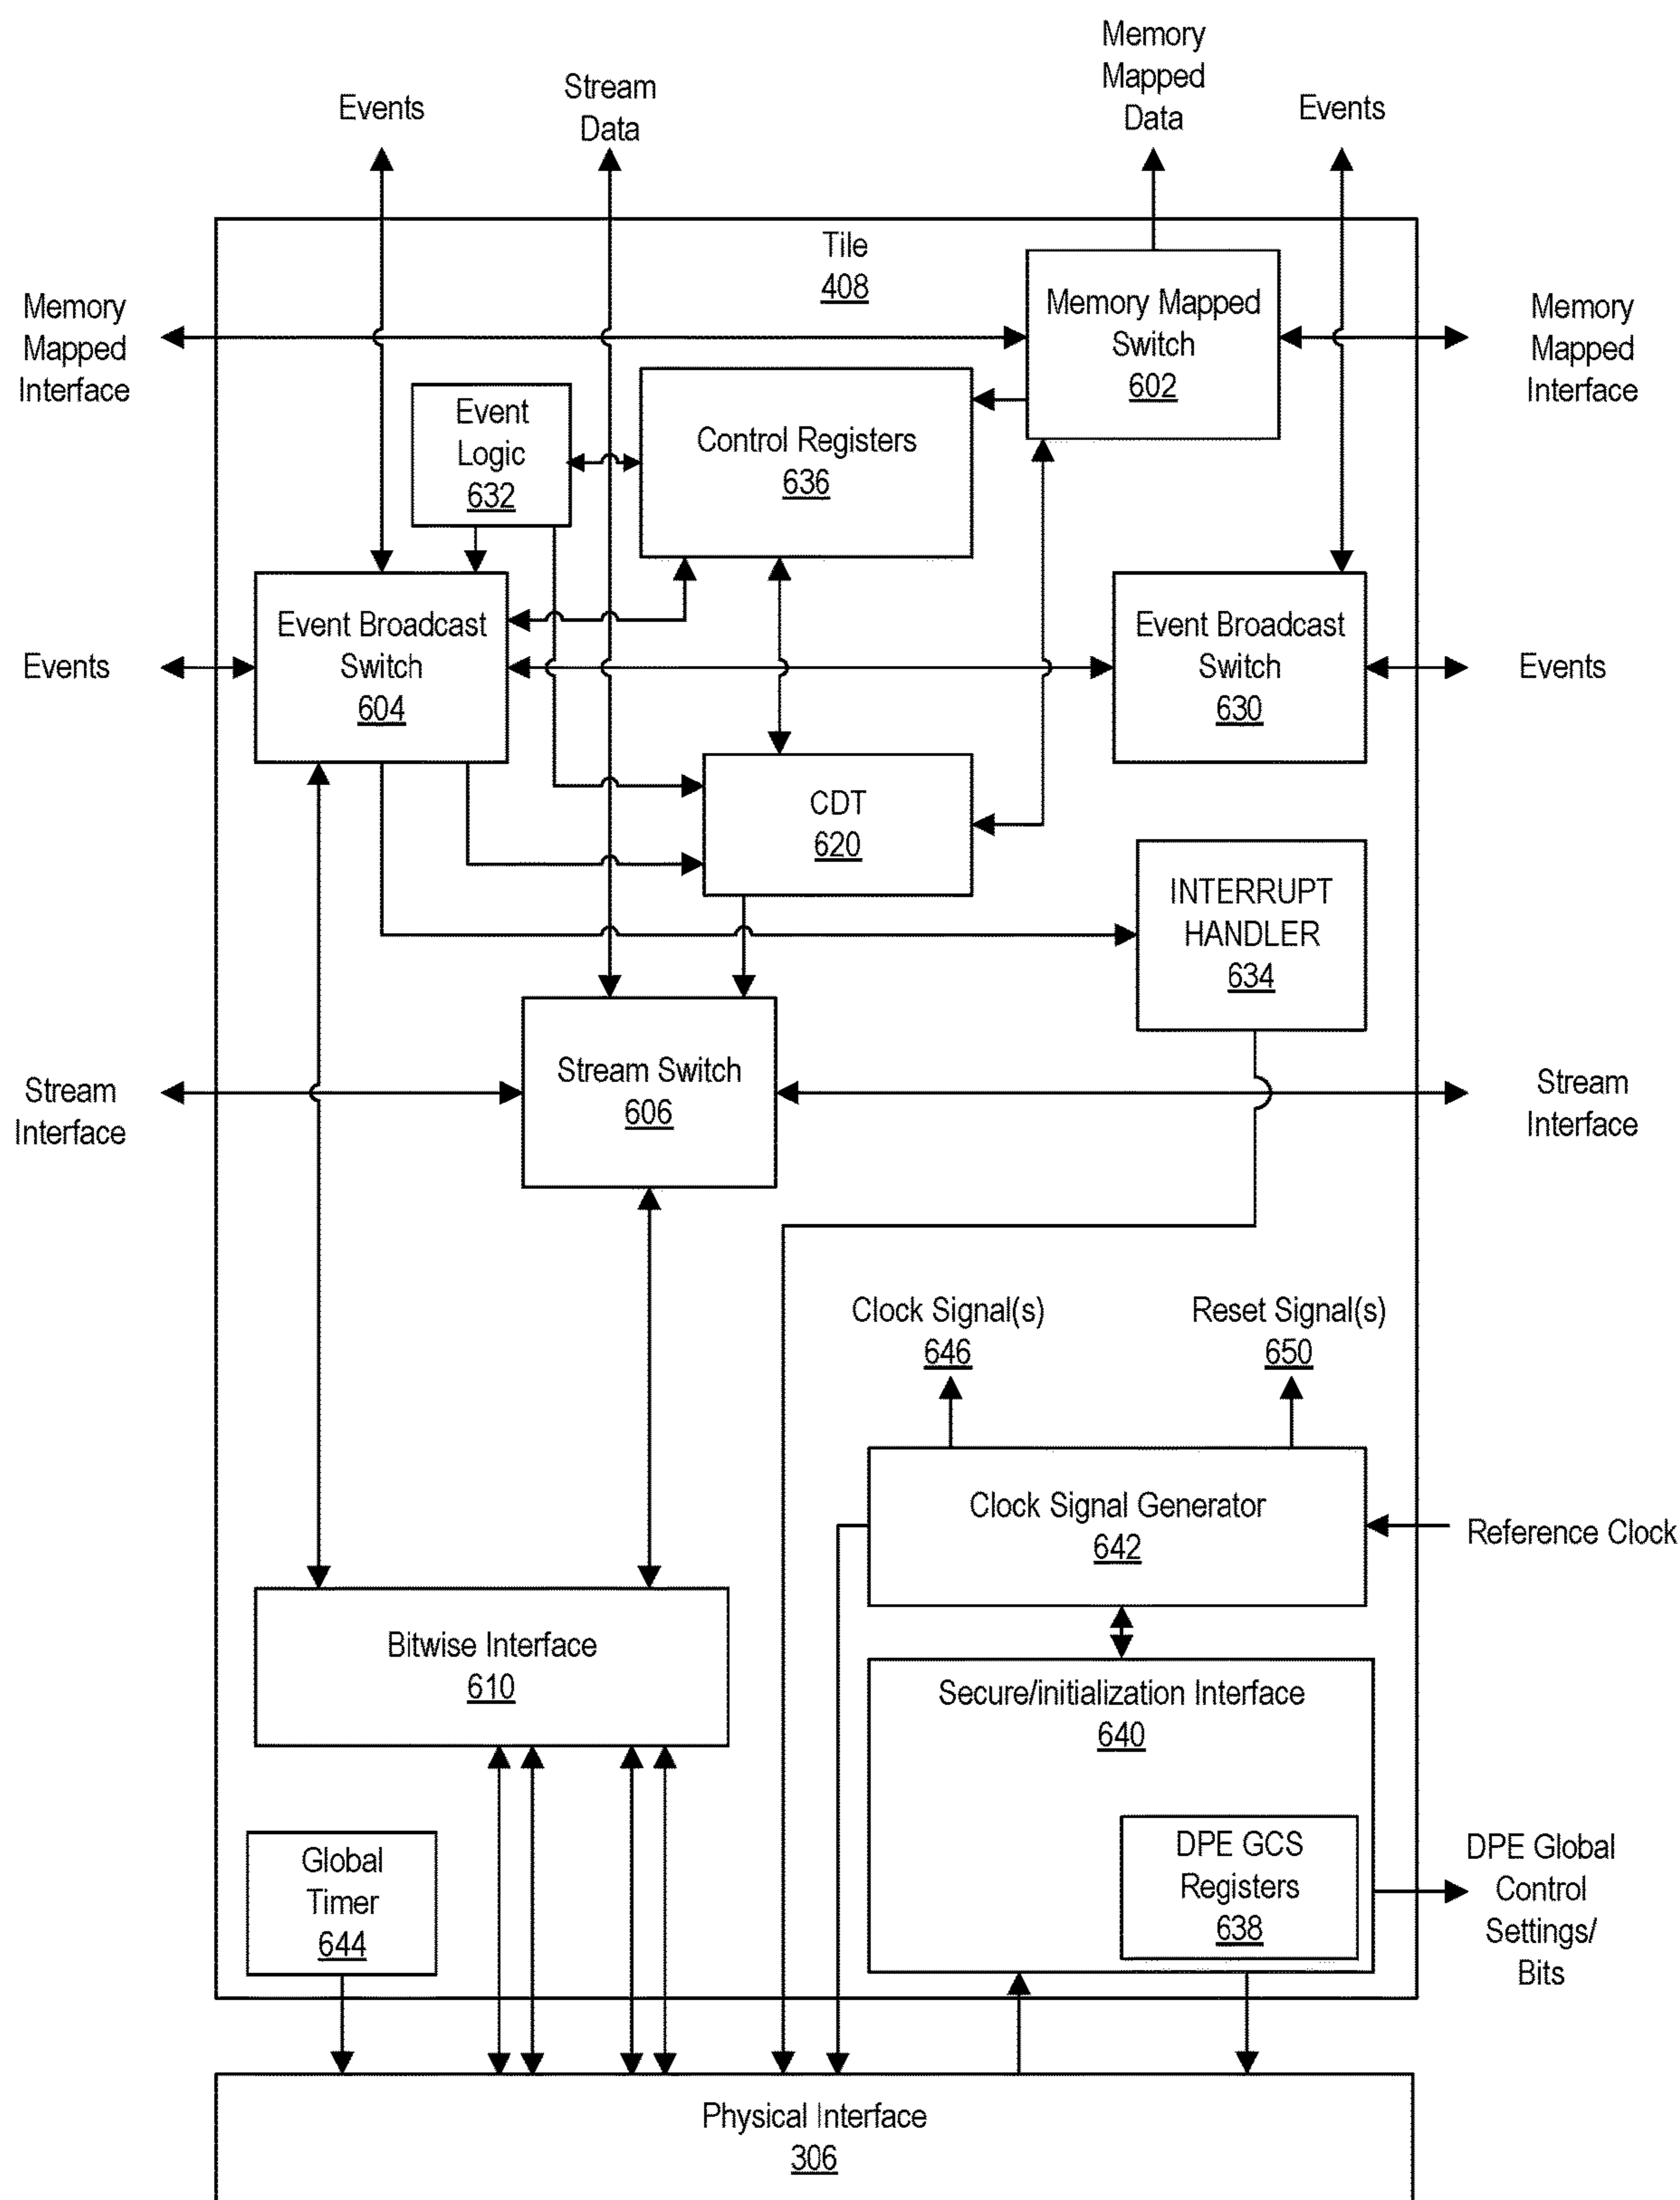 Memory
Mapped
Data
Stream
Data
Events
Events
Tile
408
Memory
Mapped
Interface
Memory Mapped
Switch
602
Memory
Mapped
Interface
Event
Logic
632
Control Registers
636
Events
Event Broadcast
Switch
604
Event Broadcast
Switch
630
Events
CDT
620
INTERRUPT
HANDLER
634
Stream
Interface
Stream Switch
606
Stream
Interface
Clock Signal(s)
646
Reset Signal(s)
650
Clock Signal Generator
642
Reference Clock
Bitwise Interface
610
Secure/initialization Interface
640
Global
Timer
644
DPE GCS
Registers
638
DPE Global
Control
Settings/
Bits
Physical Interface
306